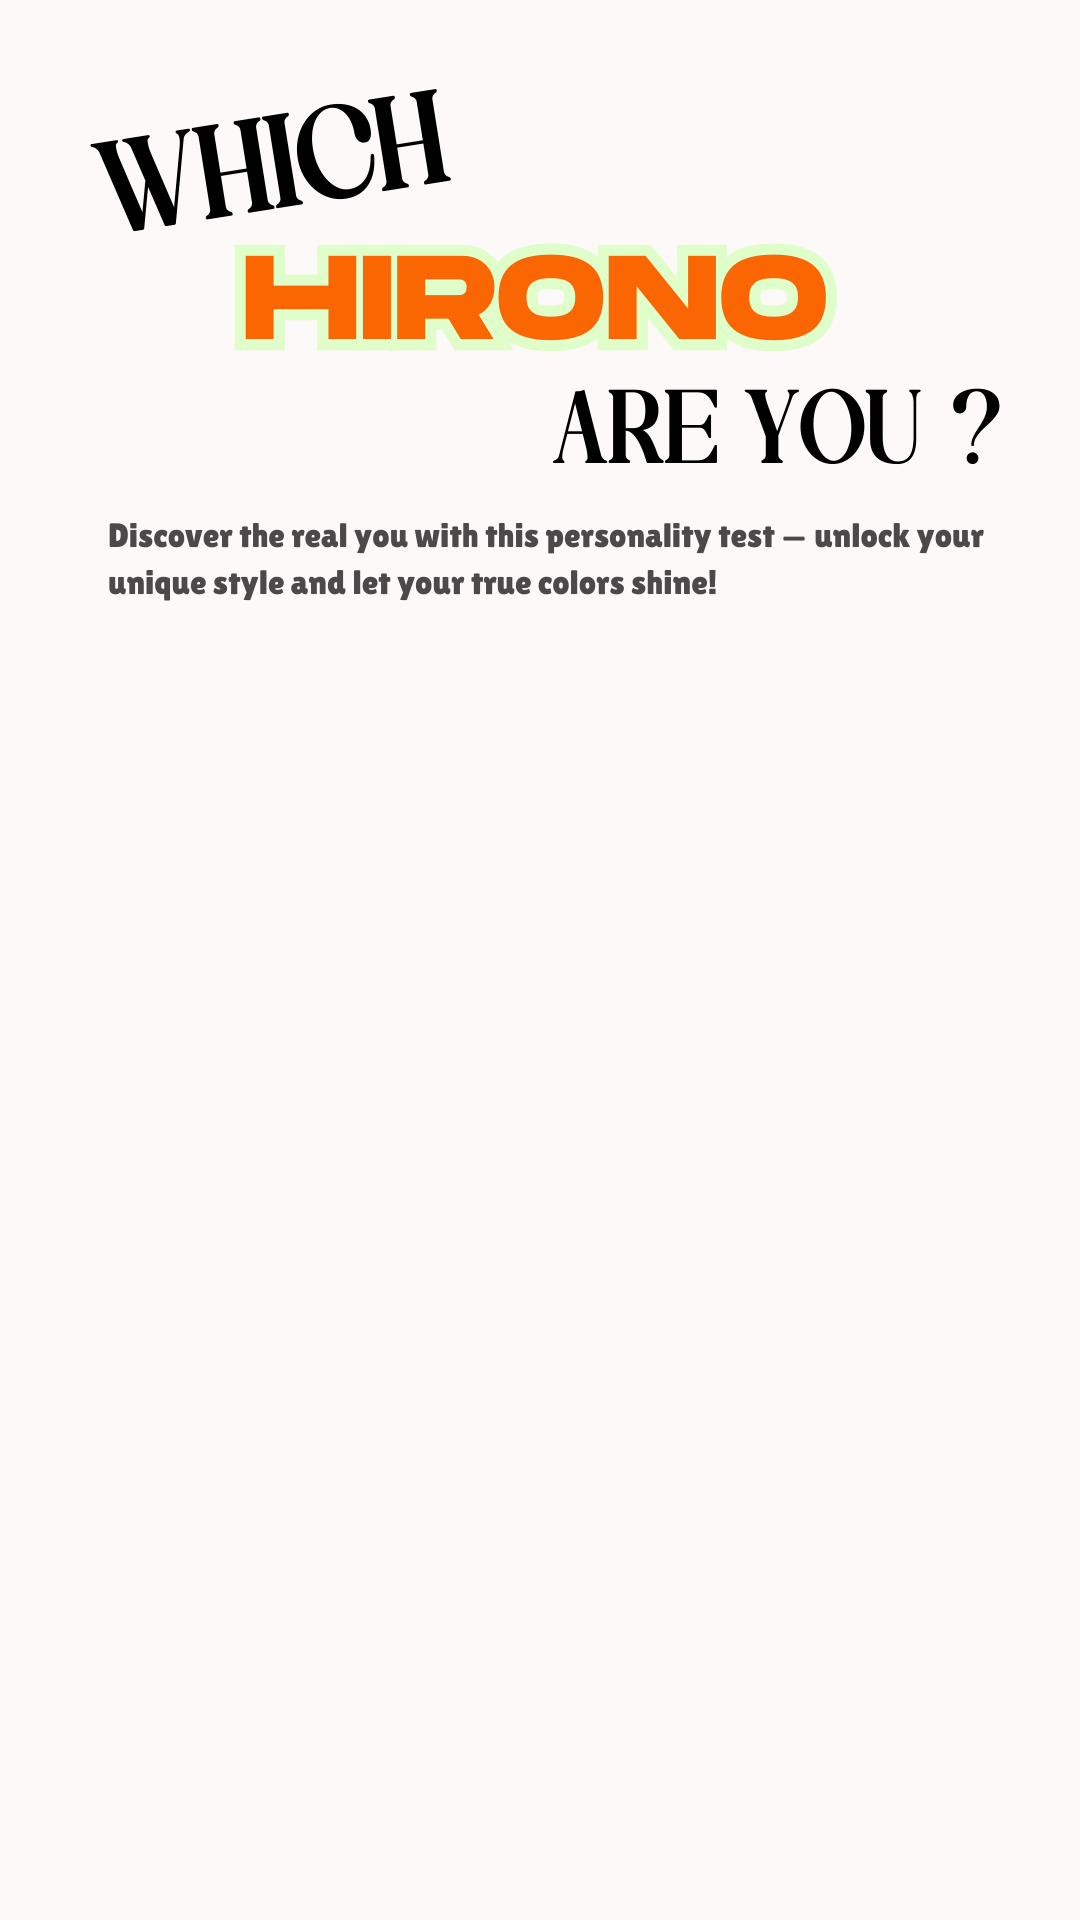 WHICH
HIRONO
ARE YOU ?
Discover the real you with this personality test — unlock your
unique style and let your true colors shine!